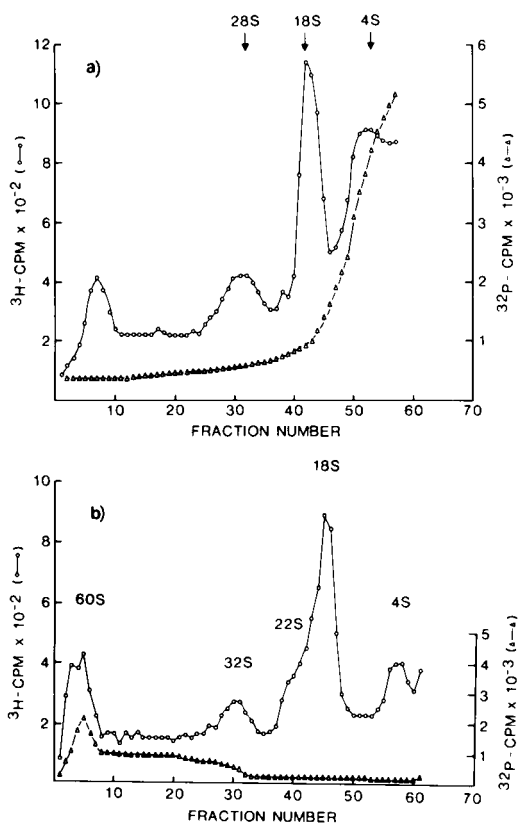 28S 18S 4S
a)
12
10
8
6
4
2
6
5
4
3
2
1
³H-CPM x 10⁻² (o—o)
³²P-CPM x 10⁻³ (▵—▵)
10 20 30 40 50 60 70
FRACTION NUMBER
18S
b)
10
8
6
4
2
5
4
3
2
1
60S
32S
22S
4S
³H-CPM x 10⁻² (o—o)
³²P-CPM x 10⁻³ (▵—▵)
10 20 30 40 50 60 70
FRACTION NUMBER